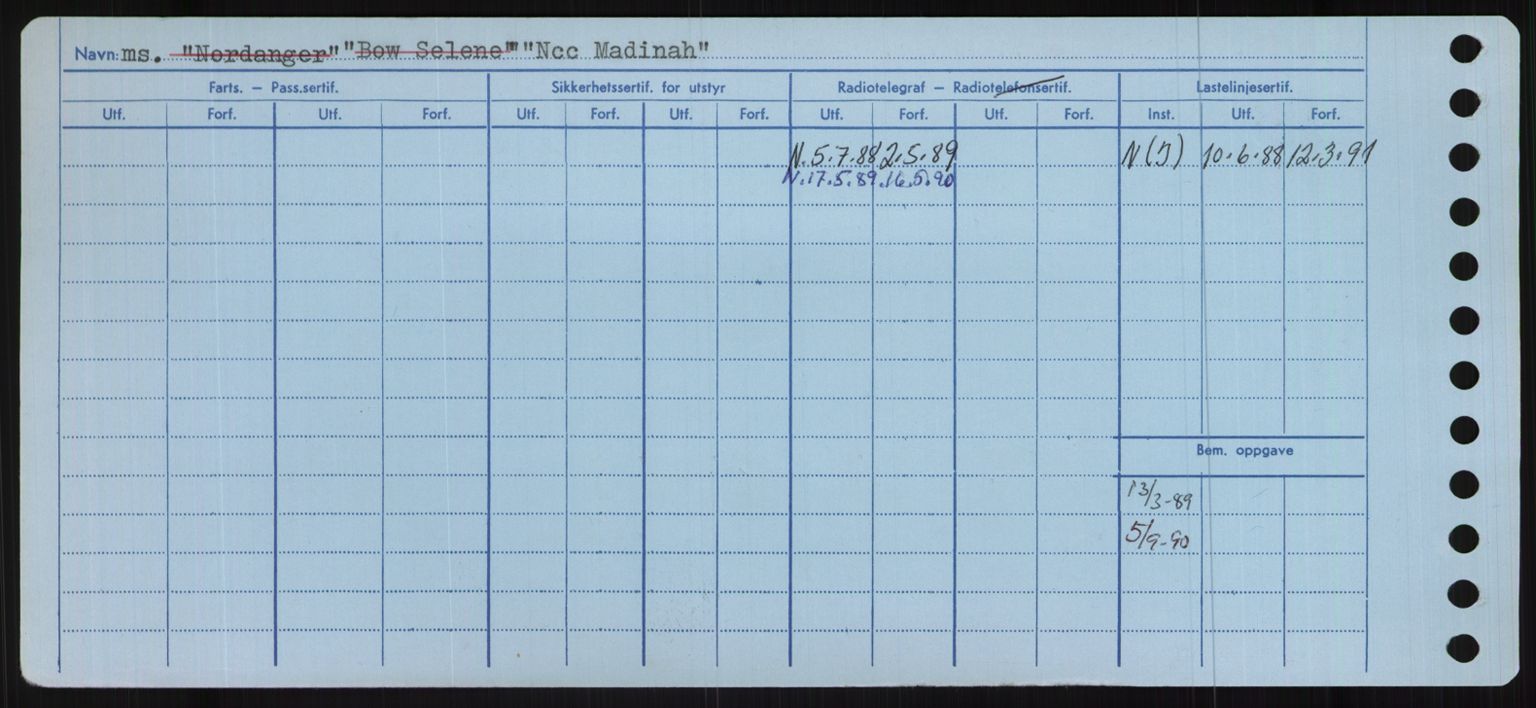 Navn: ms. "Nordanger" "Bow Selene" "Ncc Madinah"
Farts. — Pass.sertif. Sikkerhetssertif. for utstyr Radiotelegraf — Radiotelefonsertif. Lastelinjesertif.
Utf. Forf. Utf. Forf. Utf. Forf. Utf. Forf. Utf. Forf. Utf. Forf. Inst. Utf. Forf.
N. 5.7.88 2.5.89 N(J) 10.6.88 12.3.91
N.17.5.89. 16.5.90
Bem. oppgave
13/3-89
5/9-90